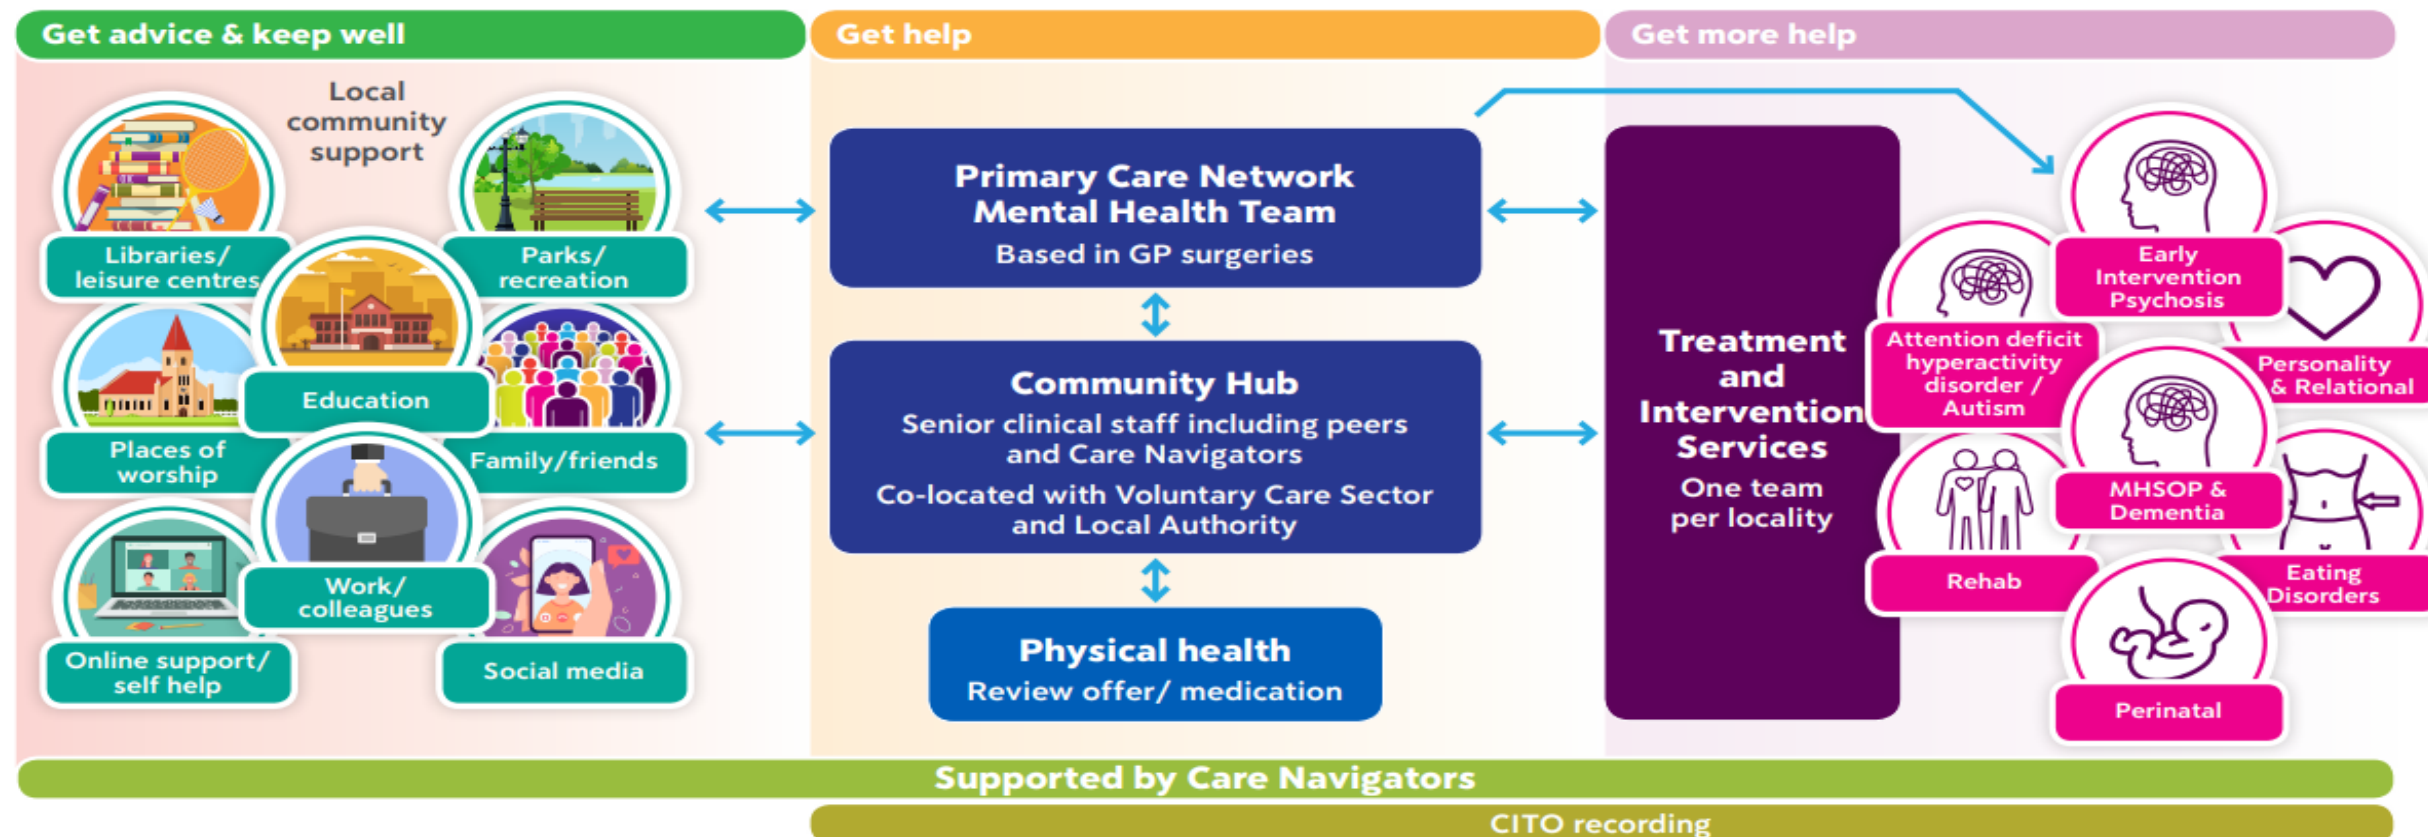 Get advice & keep well
Local
community
support
Libraries/
leisure centres
Parks/
recreation
Education
Places of
worship
Family/friends
Work/
colleagues
Online support/
self help
Social media
Get help
Primary Care Network
Mental Health Team
Based in GP surgeries
Community Hub
Senior clinical staff including peers
and Care Navigators
Co-located with Voluntary Care Sector
and Local Authority
Physical health
Review offer/ medication
Get more help
Treatment
and
Intervention
Services
One team
per locality
Early
Intervention
Psychosis
Attention deficit
hyperactivity
disorder /
Autism
Personality
& Relational
MHSOP &
Dementia
Rehab
Eating
Disorders
Perinatal
Supported by Care Navigators
CITO recording